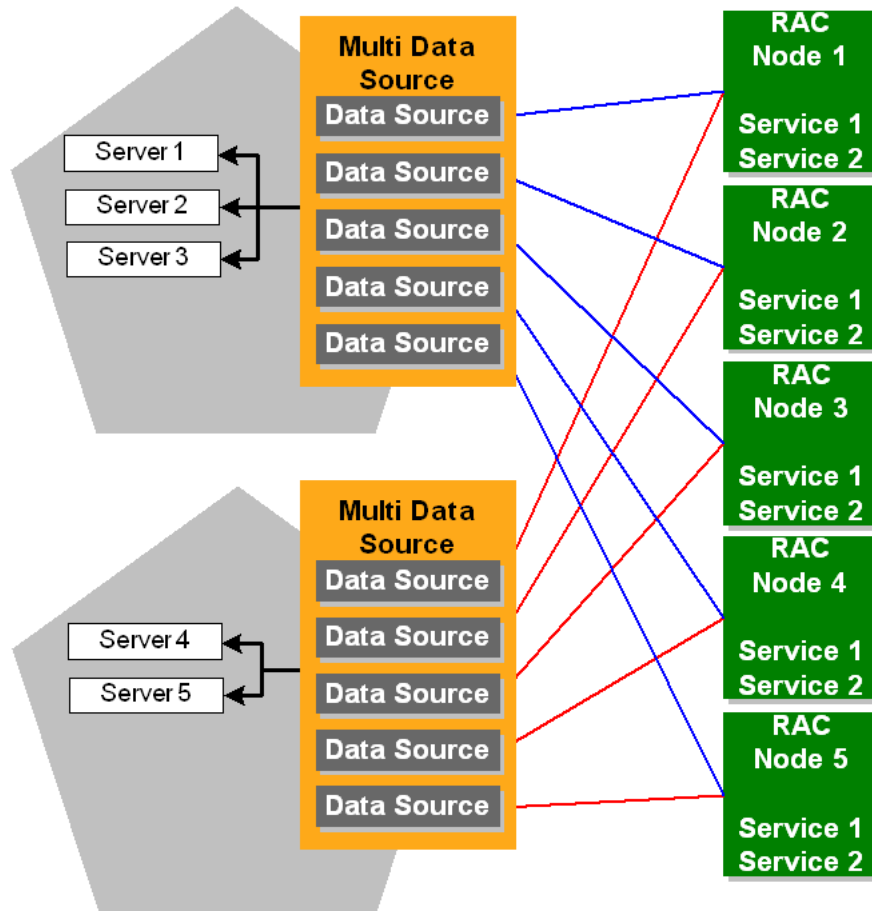 Multi Data
Source
Data Source
Data Source
Data Source
Data Source
Data Source
Server 1
Server 2
Server 3
Multi Data
Source
Data Source
Data Source
Data Source
Data Source
Data Source
Server 4
Server 5
RAC
Node 1
Service 1
Service 2
RAC
Node 2
Service 1
Service 2
RAC
Node 3
Service 1
Service 2
RAC
Node 4
Service 1
Service 2
RAC
Node 5
Service 1
Service 2